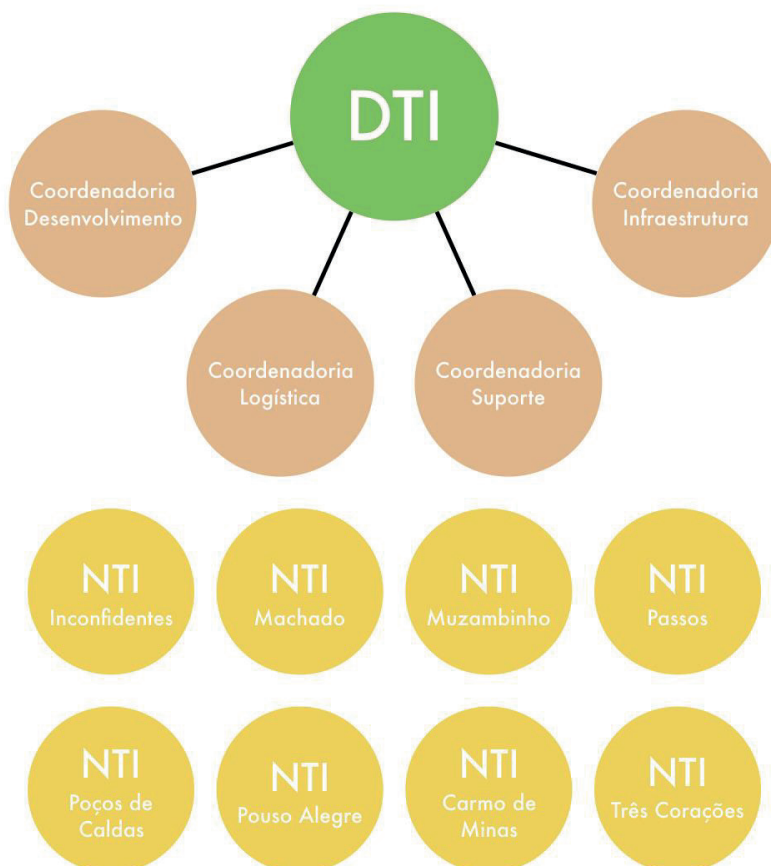 DTI
Coordenadoria
Desenvolvimento
Coordenadoria
Infraestrutura
Coordenadoria
Logística
Coordenadoria
Suporte
NTI
Inconfidentes
NTI
Machado
NTI
Muzambinho
NTI
Passos
NTI
Poços de
Caldas
NTI
Pouso Alegre
NTI
Carmo de
Minas
NTI
Três Corações